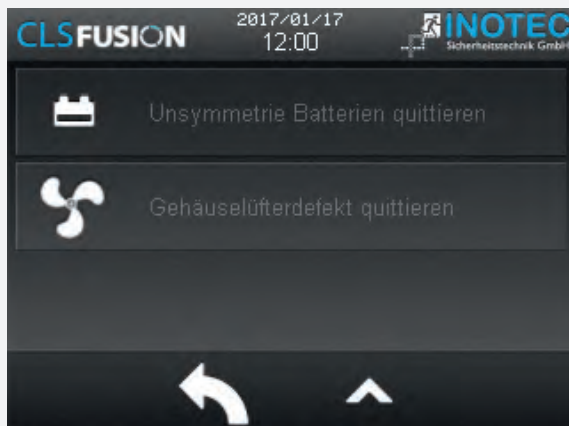 CLSFUSION
2017/01/17
12:00
INOTEC
Sicherheitstechnik GmbH
Unsymmetrie Batterien quittieren
Gehäuselüfterdefekt quittieren